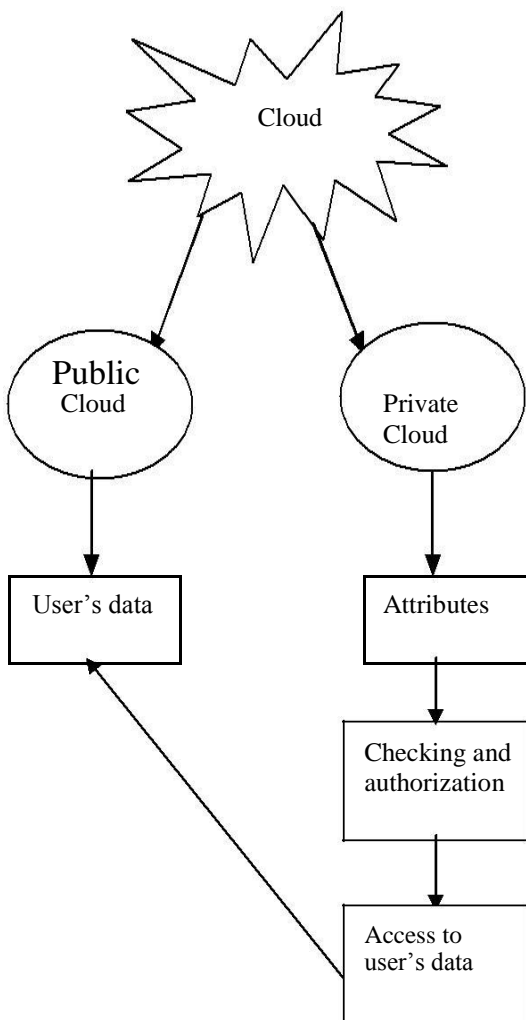 Cloud
Public
Cloud
Private
Cloud
User’s data
Attributes
Checking and
authorization
Access to
user’s data